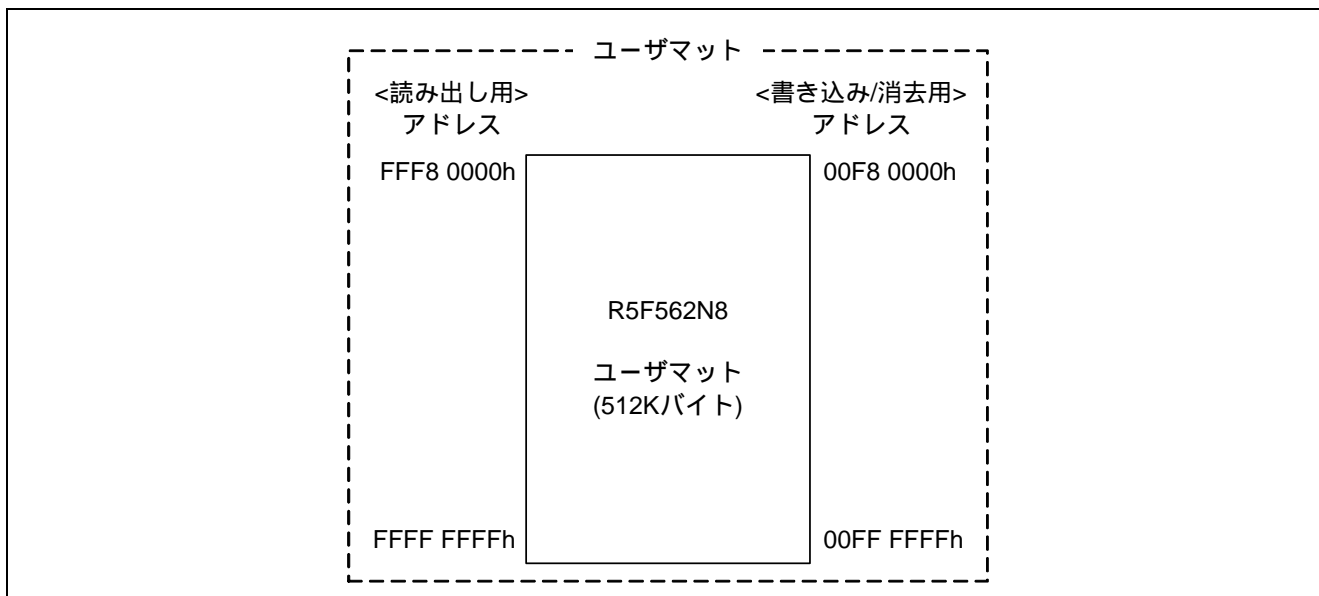 ユーザマット
<読み出し用> <書き込み/消去用>
アドレス アドレス
FFF8 0000h 00F8 0000h
R5F562N8
ユーザマット
(512Kバイト)
FFFF FFFFh 00FF FFFFh